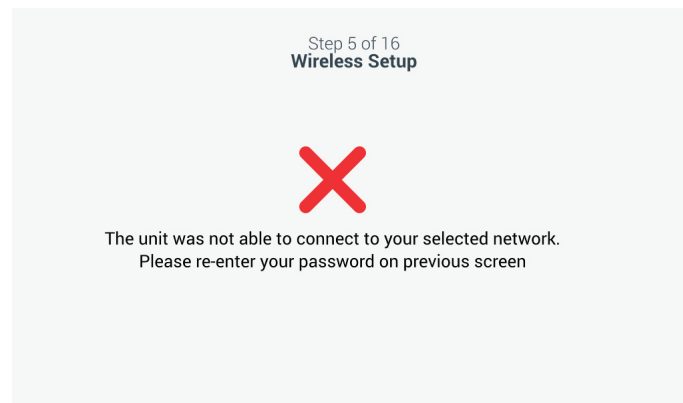 Step 5 of 16
Wireless Setup
The unit was not able to connect to your selected network.
Please re-enter your password on previous screen